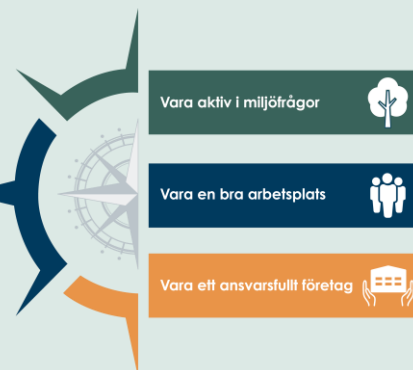 Vara aktiv i miljöfrågor
Vara en bra arbetsplats
Vara ett ansvarsfullt företag